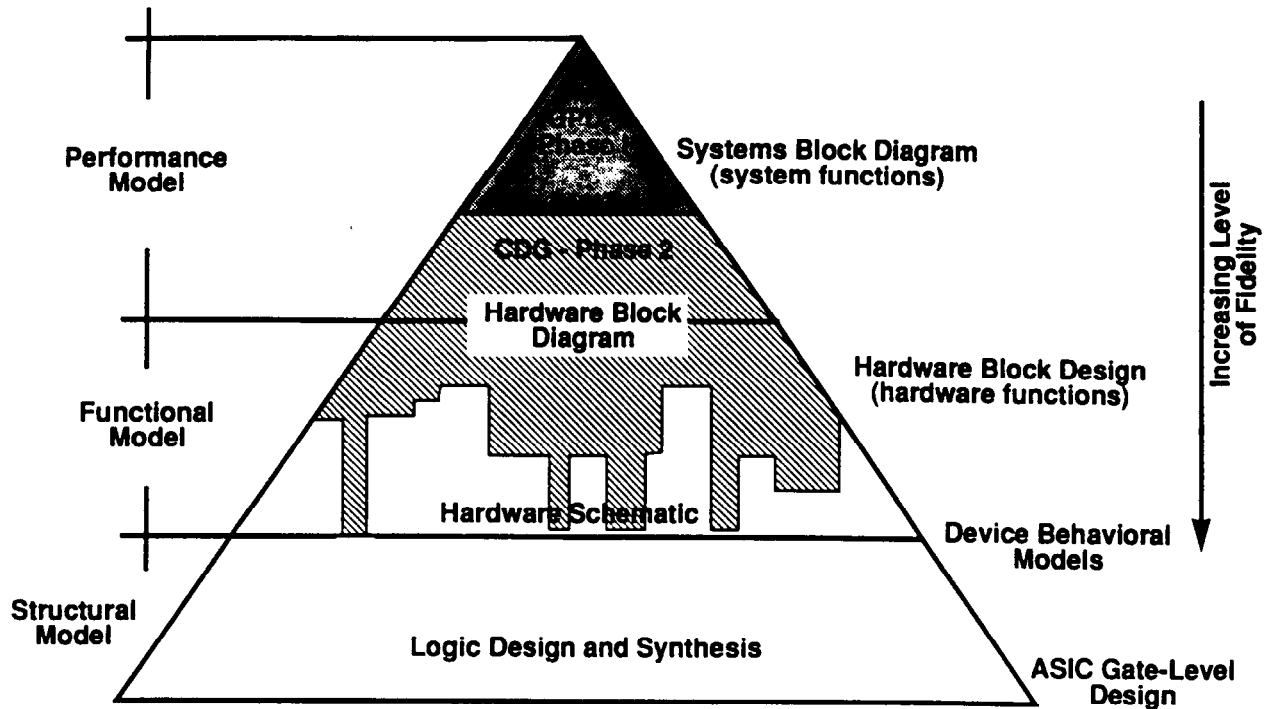 Phase
Performance
Model
Systems Block Diagram
(system functions)
CDG - Phase 2
Hardware Block
Diagram
Increasing Level
of Fidelity
Hardware Block Design
(hardware functions)
Functional
Model
Hardware Schematic
Device Behavioral
Models
Structural
Model
Logic Design and Synthesis
ASIC Gate-Level
Design